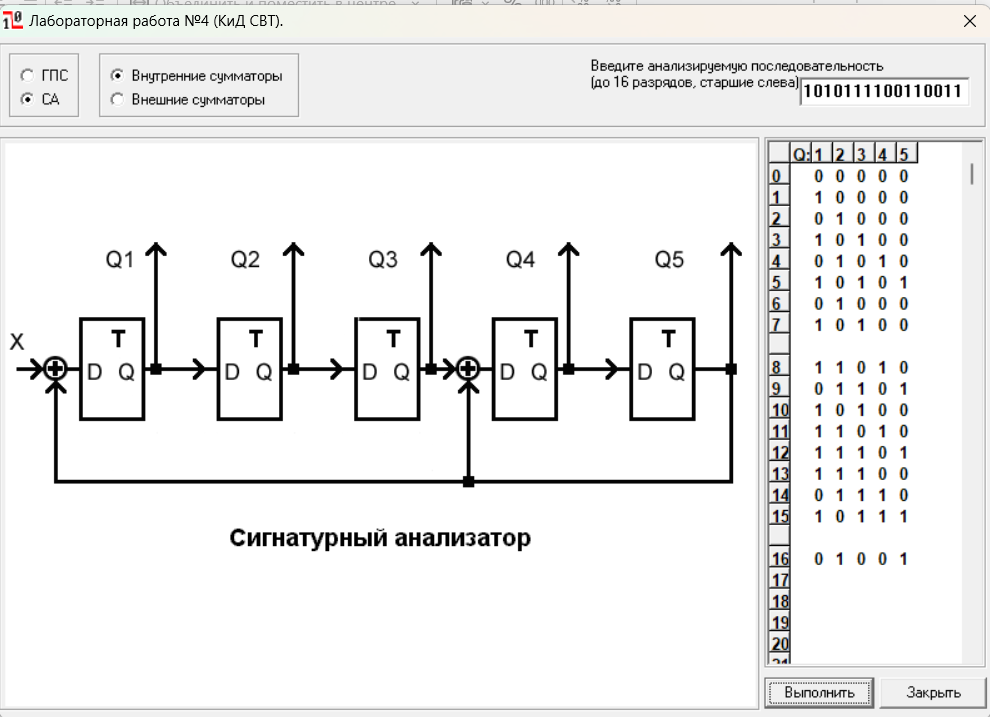 Объединить и поместить в центре
Лабораторная работа №4 (КиД СВТ).
ГПС
СА
Внутренние сумматоры
Внешние сумматоры
Введите анализируемую последовательность
(до 16 разрядов, старшие слева)
1010111100110011
X
Q1
Q2
Q3
Q4
Q5
T
D Q
T
D Q
T
D Q
T
D Q
T
D Q
Сигнатурный анализатор
Q: 1 2 3 4 5
0 0 0 0 0 0
1 1 0 0 0 0
2 0 1 0 0 0
3 1 0 1 0 0
4 0 1 0 1 0
5 1 0 1 0 1
6 0 1 0 0 0
7 1 0 1 0 0
8 1 1 0 1 0
9 0 1 1 0 1
10 1 0 1 0 0
11 1 1 0 1 0
12 1 1 1 0 1
13 1 1 1 0 0
14 0 1 1 1 0
15 1 0 1 1 1
16 0 1 0 0 1
17
18
19
20
21
Выполнить
Закрыть